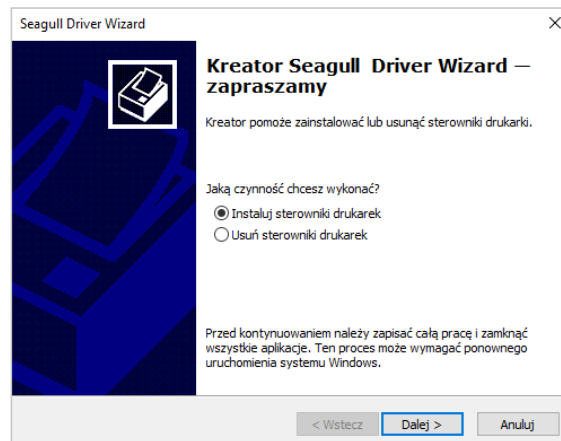 Seagull Driver Wizard
Kreator Seagull Driver Wizard —
zapraszamy
Kreator pomoże zainstalować lub usunąć sterowniki drukarki.
Jaką czynność chcesz wykonać?
Instaluj sterowniki drukarek
Usuń sterowniki drukarek
Przed kontynuowaniem należy zapisać całą pracę i zamknąć
wszystkie aplikacje. Ten proces może wymagać ponownego
uruchomienia systemu Windows.
< Wstecz
Dalej >
Anuluj